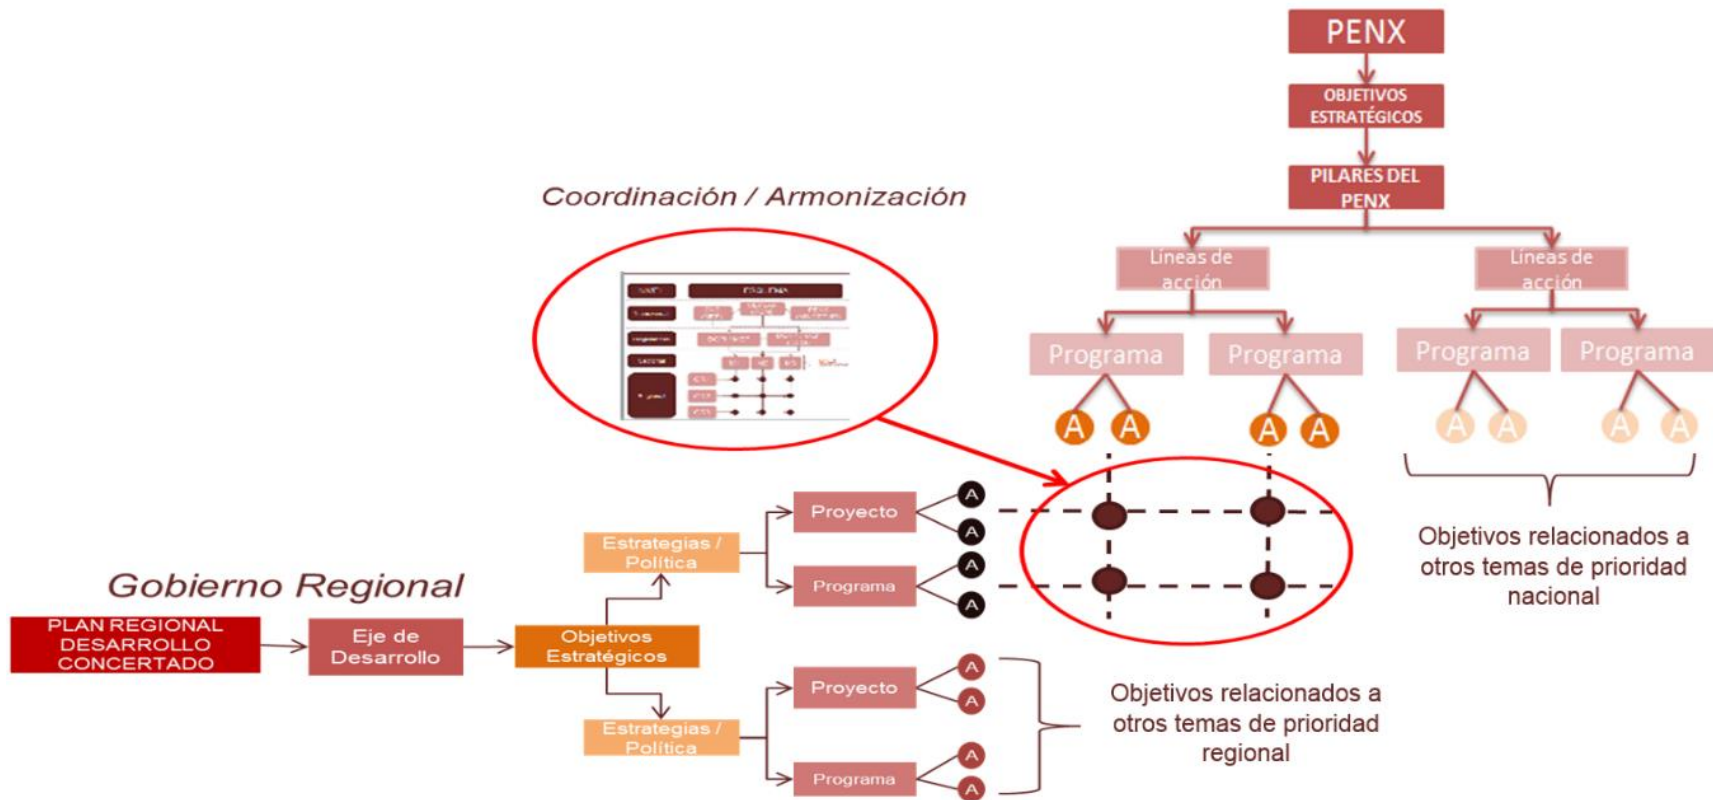 PENX
OBJETIVOS
ESTRATÉGICOS
PILARES DEL
PENX
Líneas de
acción
Líneas de
acción
Programa
Programa
Programa
Programa
A
A
A
A
A
A
A
A
Objetivos relacionados a
otros temas de prioridad
nacional
Coordinación / Armonización
Gobierno Regional
PLAN REGIONAL
DESARROLLO
CONCERTADO
Eje de
Desarrollo
Objetivos
Estratégicos
Estrategias /
Política
Proyecto
A
A
Programa
A
A
Estrategias /
Política
Proyecto
A
A
Programa
A
A
Objetivos relacionados a
otros temas de prioridad
regional